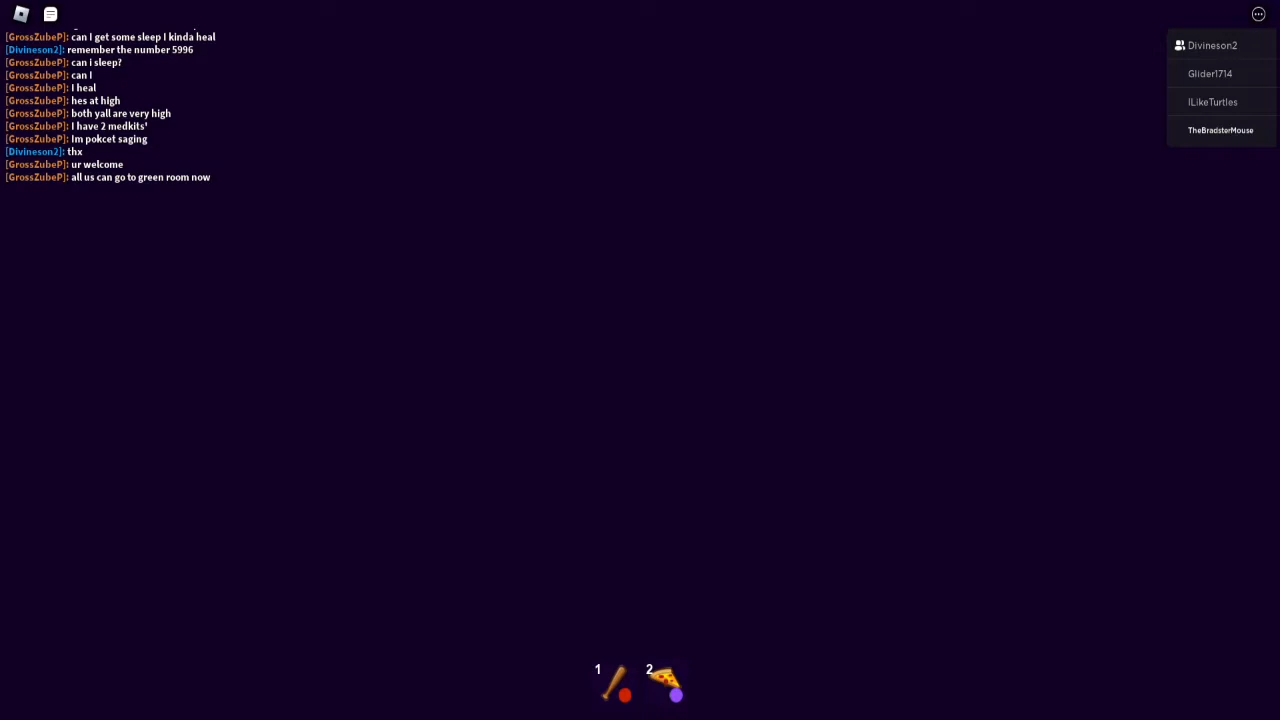 [GrossZubeP]: can I get some sleep I kinda heal
[Divineson2]: remember the number 5996
[GrossZubeP]: can i sleep?
[GrossZubeP]: can I
[GrossZubeP]: I heal
[GrossZubeP]: hes at high
[GrossZubeP]: both yall are very high
[GrossZubeP]: I have 2 medkits'
[GrossZubeP]: Im pokcet saging
[Divineson2]: thx
[GrossZubeP]: ur welcome
[GrossZubeP]: all us can go to green room now
Divineson2
Glider1714
ILikeTurtles
TheBradsterMouse
1 2